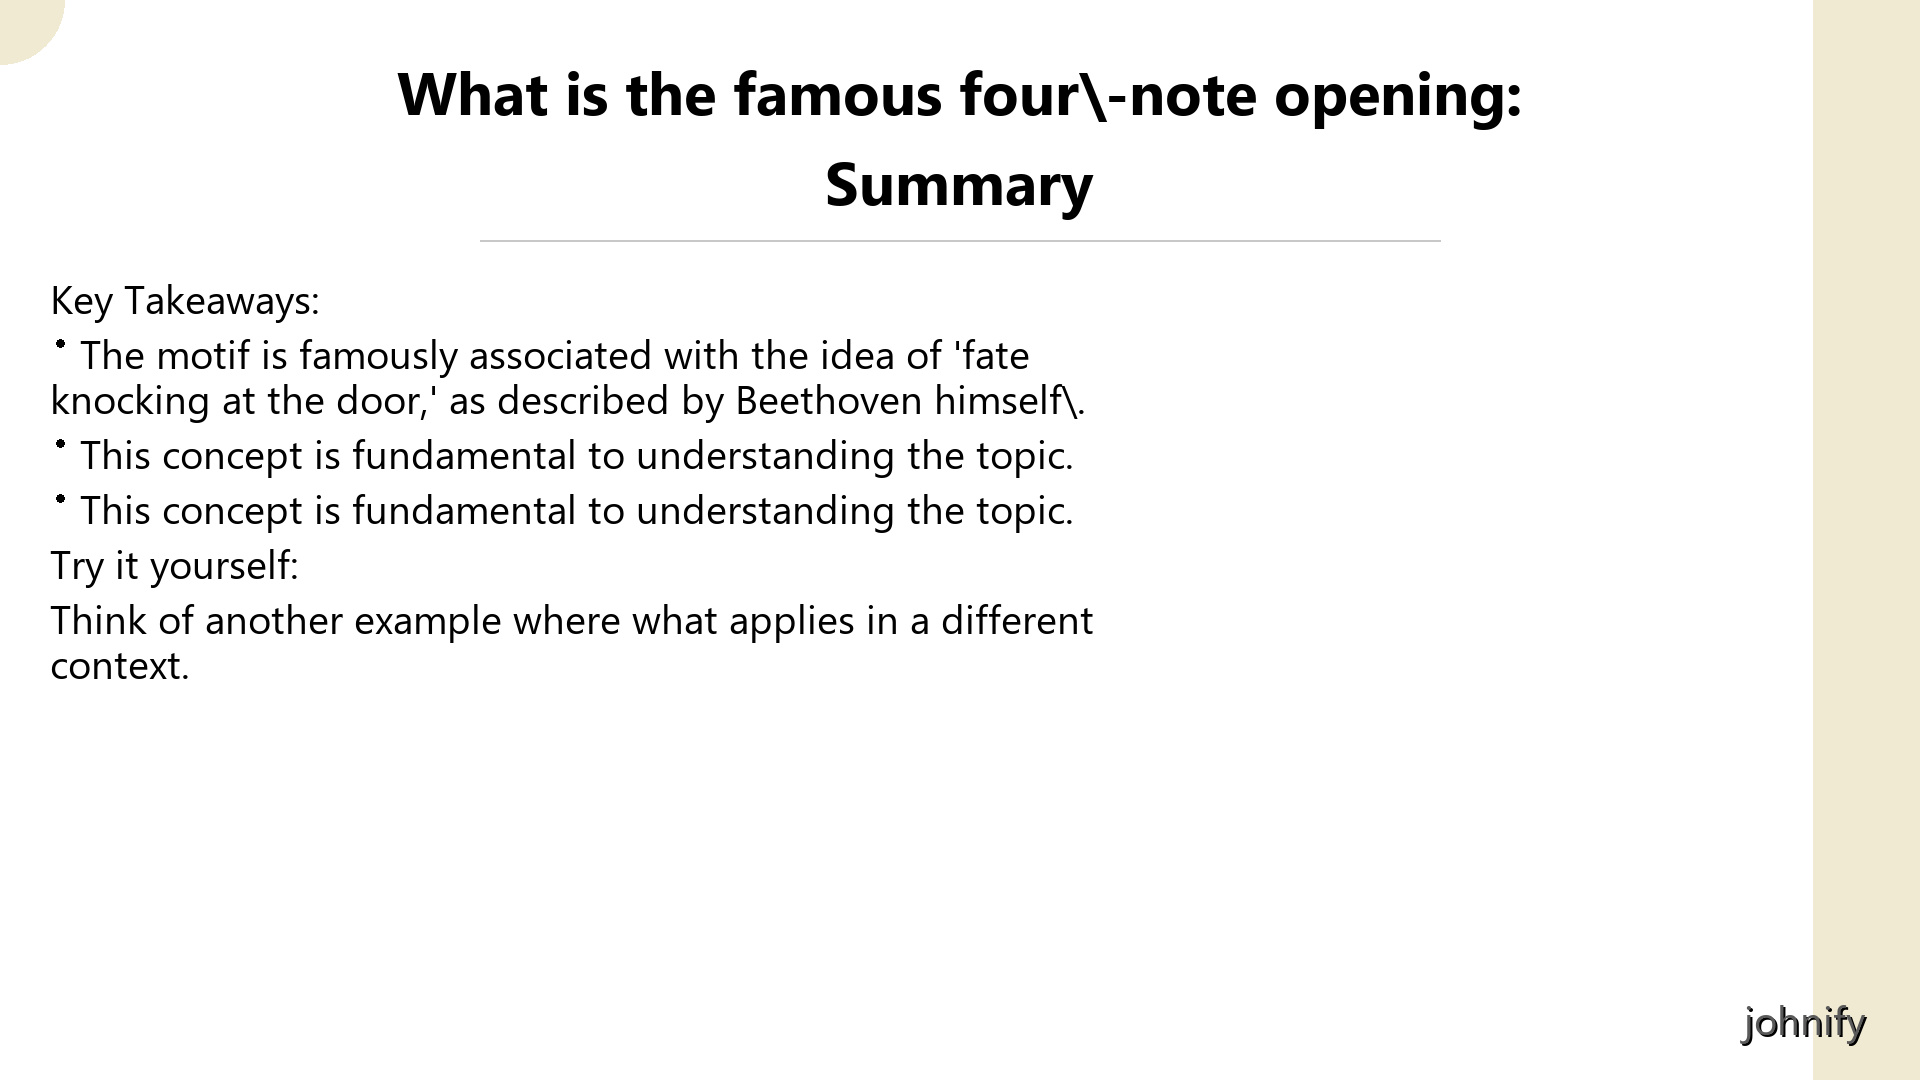 What is the famous four\-note opening:
Summary
Key Takeaways:
• The motif is famously associated with the idea of 'fate
knocking at the door,' as described by Beethoven himself\.
• This concept is fundamental to understanding the topic.
• This concept is fundamental to understanding the topic.
Try it yourself:
Think of another example where what applies in a different
context.
johnify